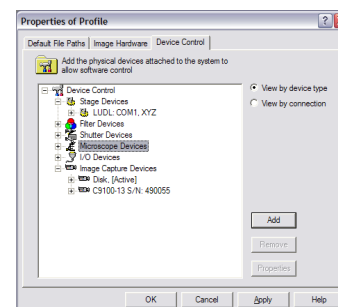 Properties of Profile
Default File Paths Image Hardware Device Control
Add the physical devices attached to the system to
allow software control
Device Control
Stage Devices
LUDL: COM1, XYZ
Filter Devices
Shutter Devices
Microscope Devices
I/O Devices
Image Capture Devices
Disk, [Active]
C9100-13 S/N: 490055
View by device type
View by connection
Add
Remove
Properties
OK Cancel Apply Help